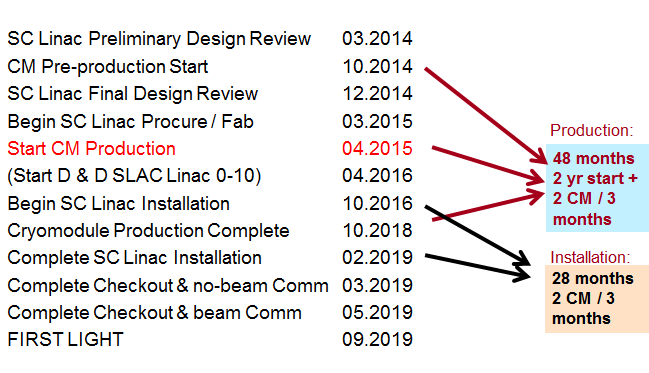 SC Linac Preliminary Design Review 03.2014
CM Pre-production Start 10.2014
SC Linac Final Design Review 12.2014
Begin SC Linac Procure / Fab 03.2015
Start CM Production 04.2015
(Start D & D SLAC Linac 0-10) 04.2016
Begin SC Linac Installation 10.2016
Cryomodule Production Complete 10.2018
Complete SC Linac Installation 02.2019
Complete Checkout & no-beam Comm 03.2019
Complete Checkout & beam Comm 05.2019
FIRST LIGHT 09.2019
Production:
48 months
2 yr start +
2 CM / 3
months
Installation:
28 months
2 CM / 3
months